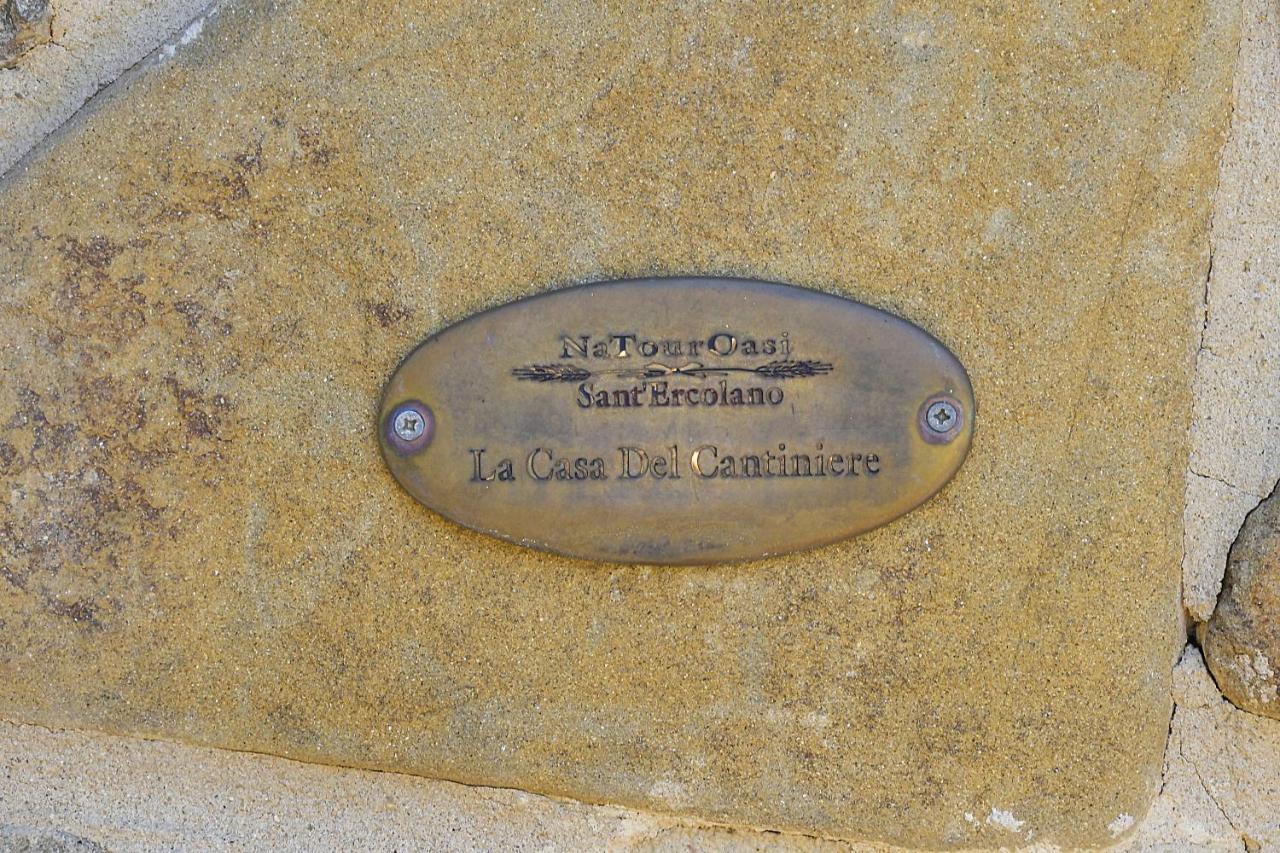 NaTourOasi
Sant'Ercolano
La Casa Del Cantiniere